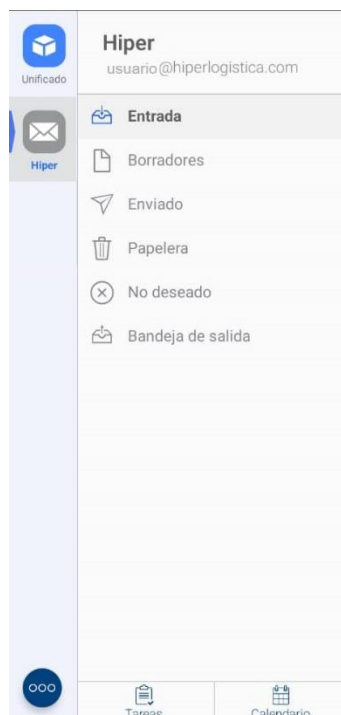 Unificado
Hiper
Hiper
usuario@hiperlogistica.com
Entrada
Borradores
Enviado
Papelera
No deseado
Bandeja de salida
Tareas
Calendario